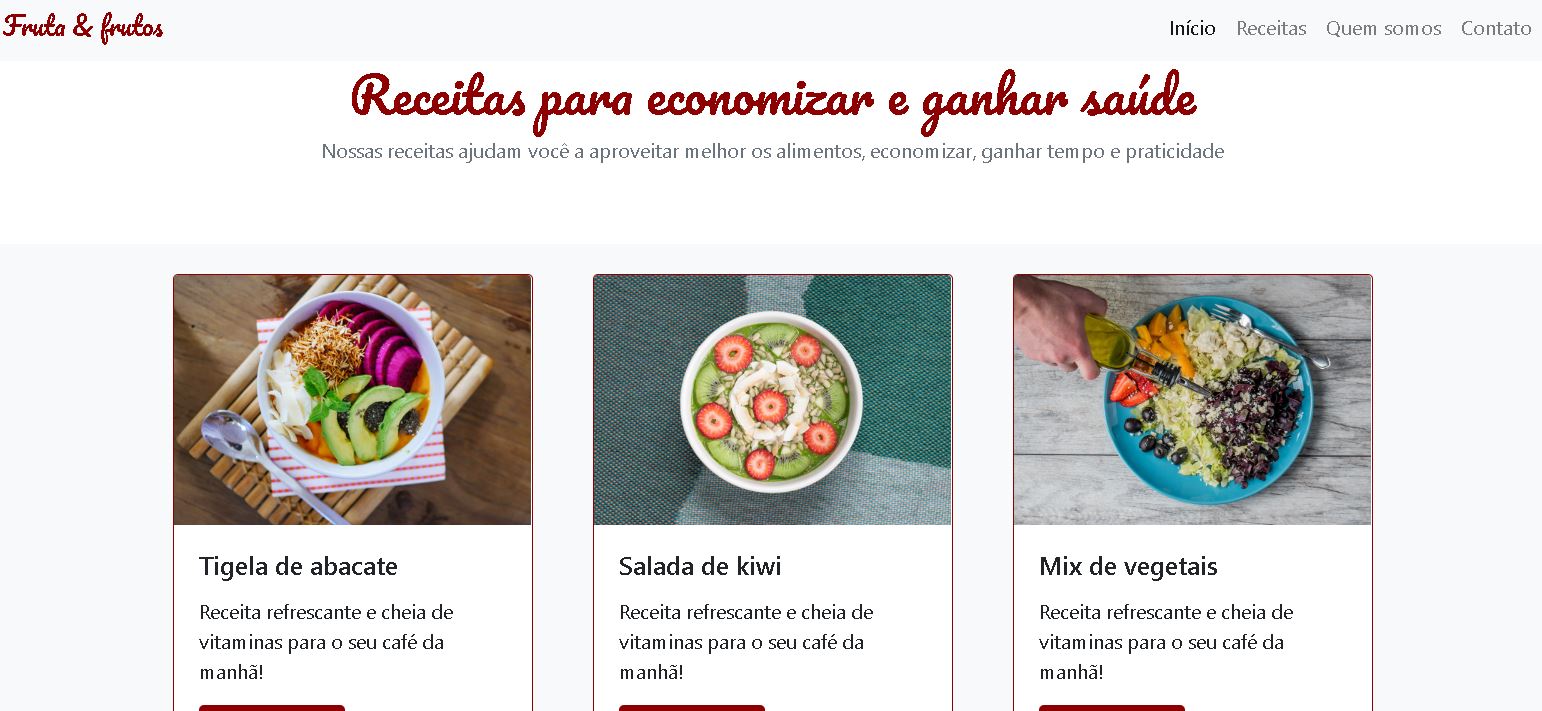 Fruta & frutos
Início Receitas Quem somos Contato
Receitas para economizar e ganhar saúde
Nossas receitas ajudam você a aproveitar melhor os alimentos, economizar, ganhar tempo e praticidade
Tigela de abacate
Receita refrescante e cheia de
vitaminas para o seu café da
manhã!
Salada de kiwi
Receita refrescante e cheia de
vitaminas para o seu café da
manhã!
Mix de vegetais
Receita refrescante e cheia de
vitaminas para o seu café da
manhã!